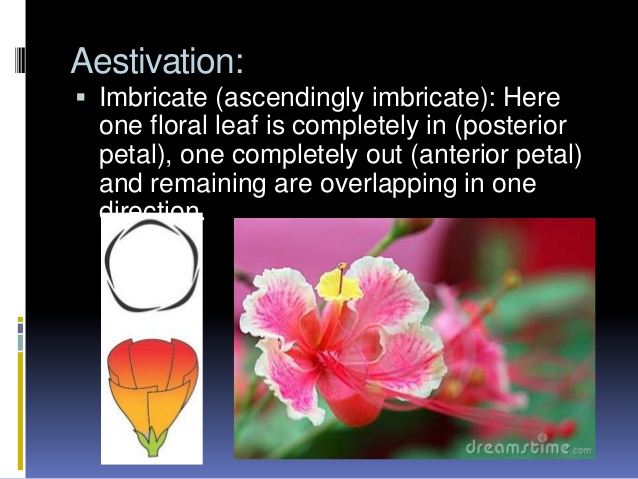 Aestivation:
▪ Imbricate (ascendingly imbricate): Here
one floral leaf is completely in (posterior
petal), one completely out (anterior petal)
and remaining are overlapping in one
direction.
dreamstime.com